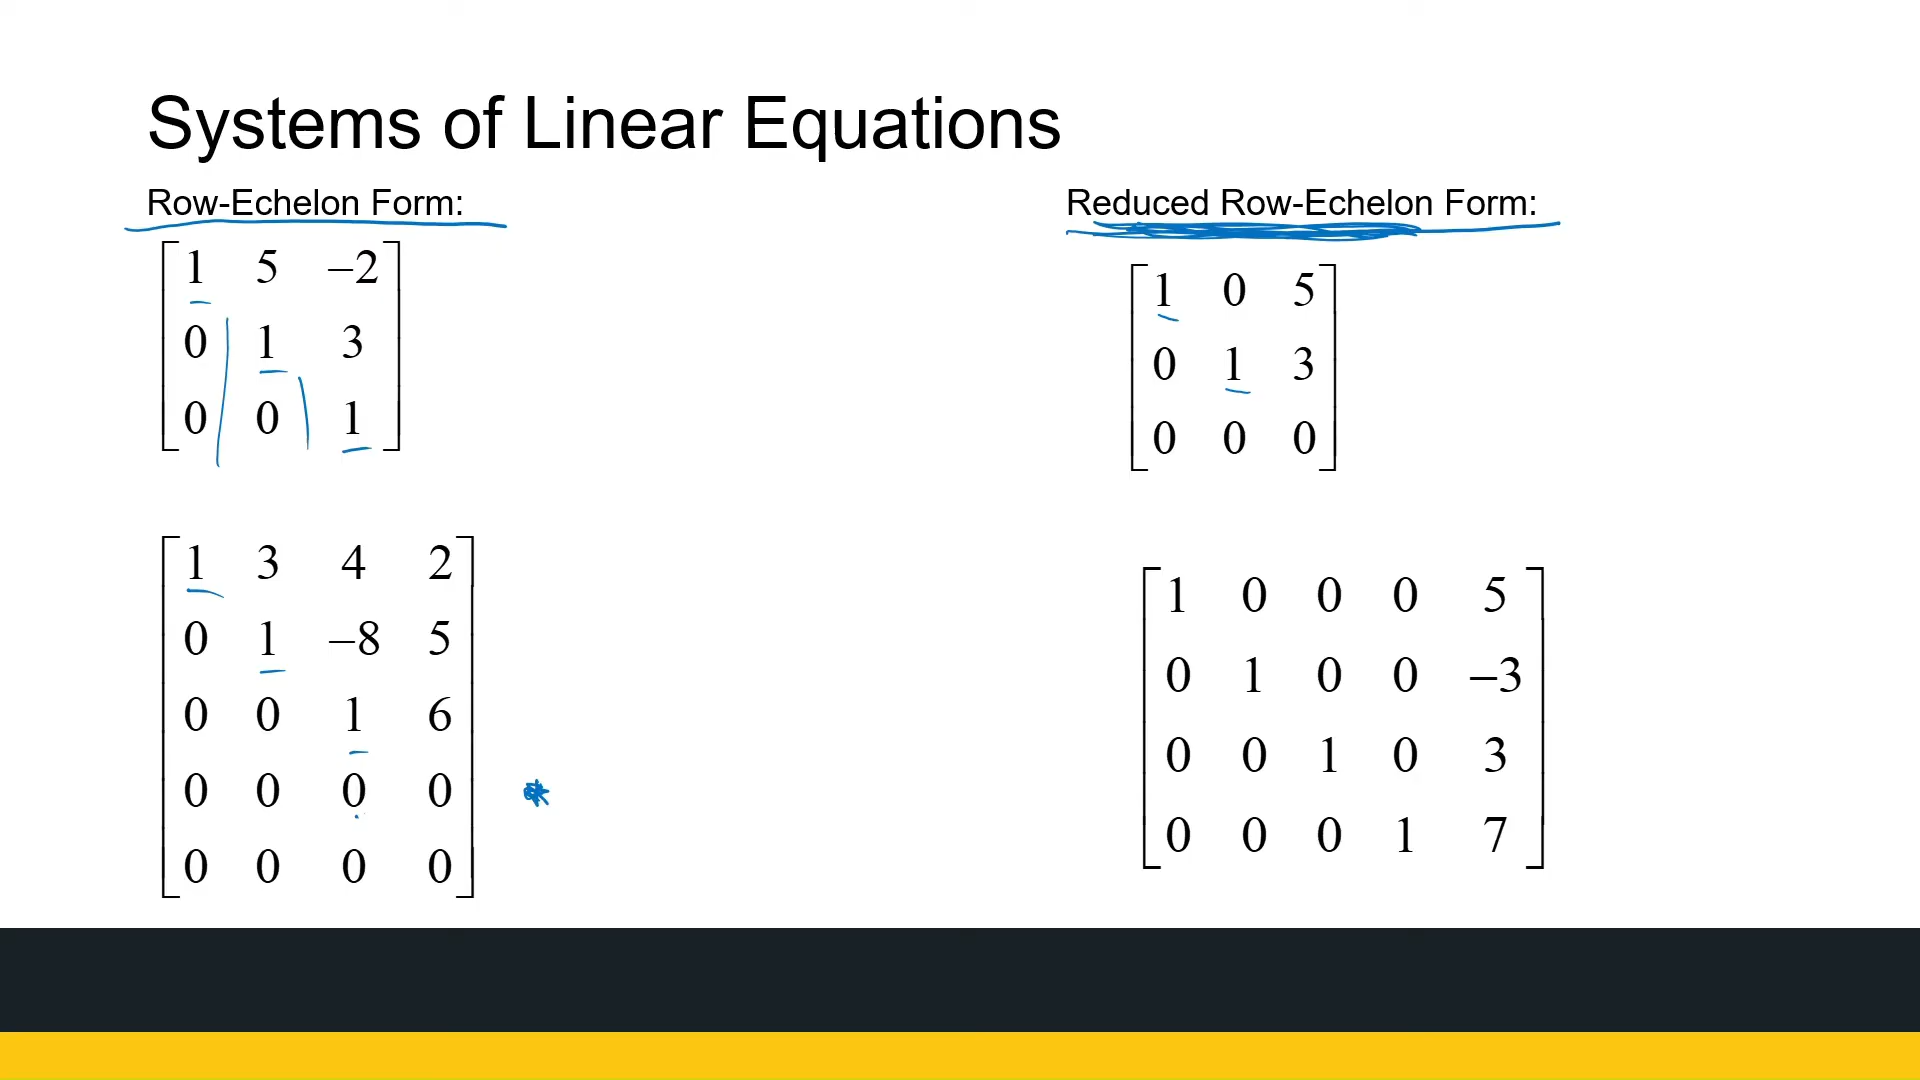 Systems of Linear Equations
Row-Echelon Form:
1 5 –2
0 1 3
0 0 1
1 3 4 2
0 1 –8 5
0 0 1 6
0 0 0 0 *
0 0 0 0
Reduced Row-Echelon Form:
1 0 5
0 1 3
0 0 0
1 0 0 0 5
0 1 0 0 –3
0 0 1 0 3
0 0 0 1 7